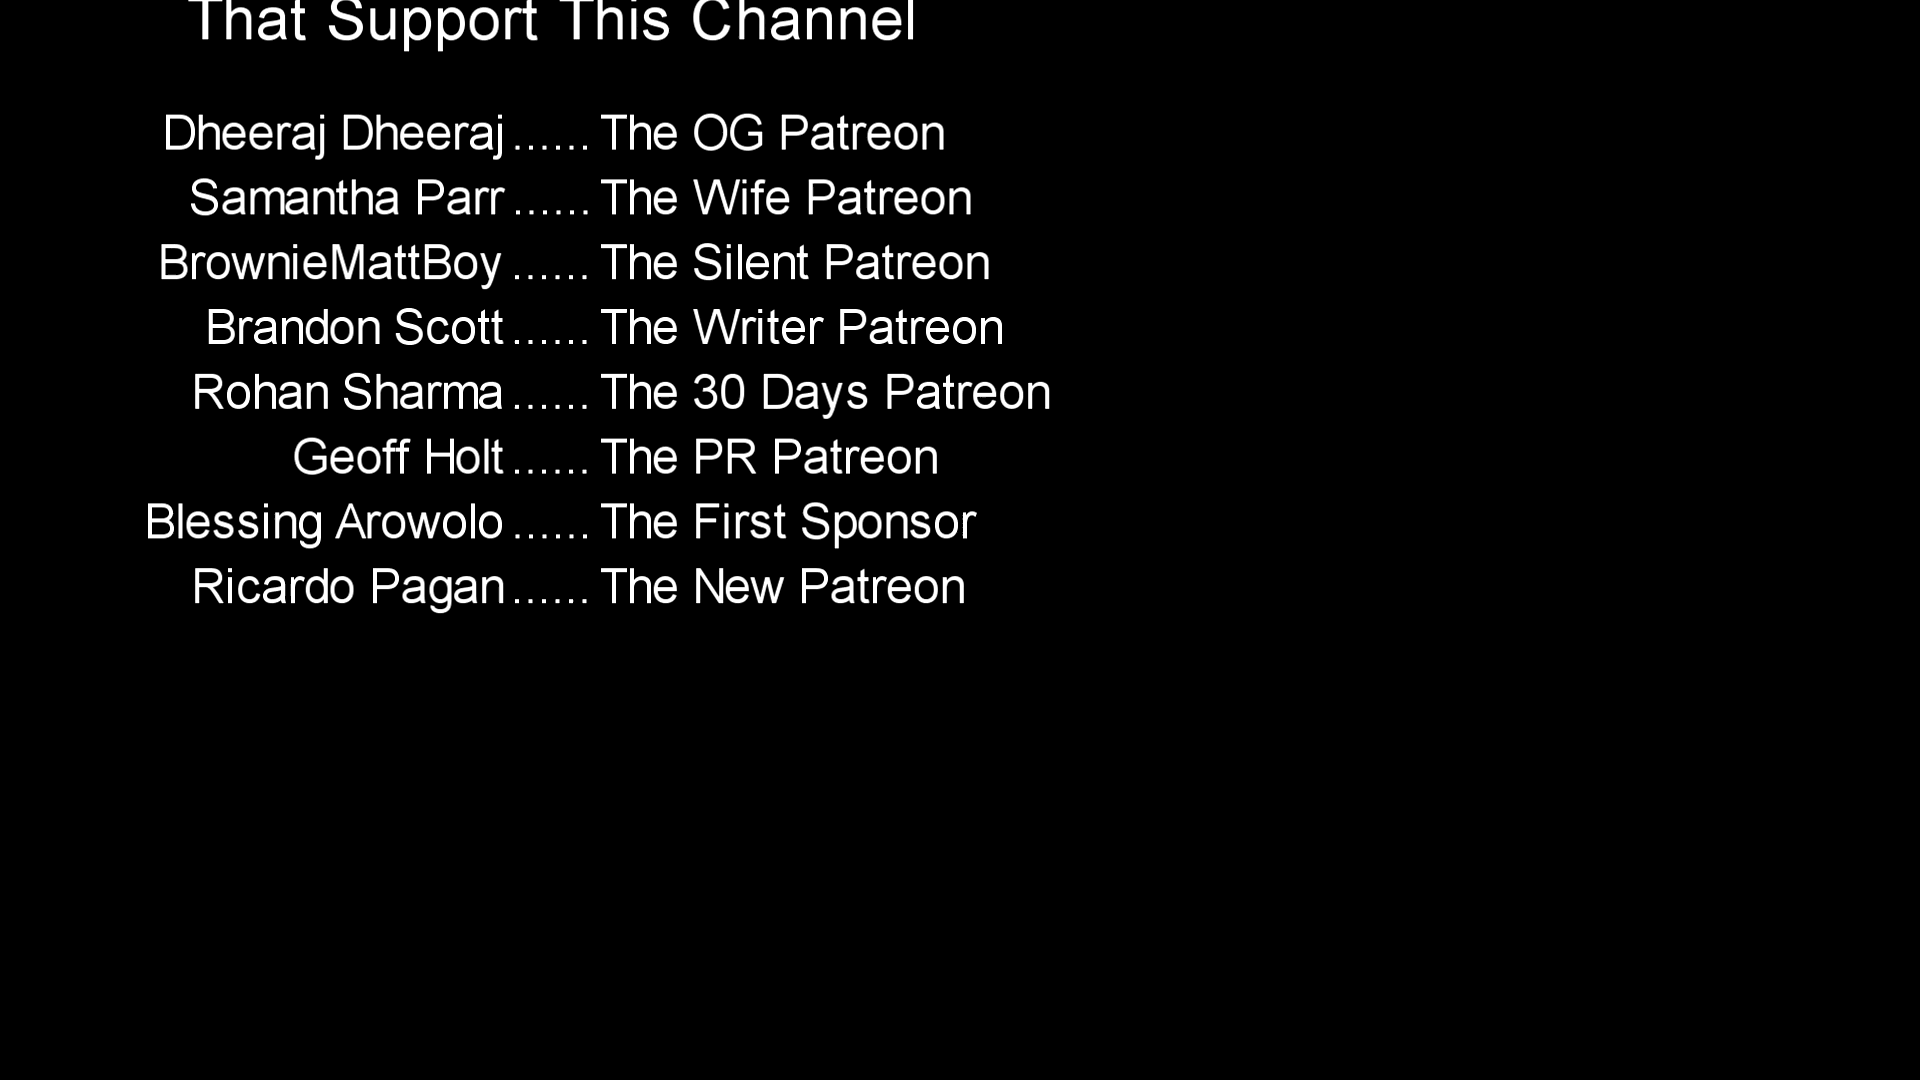 That Support This Channel
Dheeraj Dheeraj ...... The OG Patreon
Samantha Parr ...... The Wife Patreon
BrownieMattBoy ...... The Silent Patreon
Brandon Scott ...... The Writer Patreon
Rohan Sharma ...... The 30 Days Patreon
Geoff Holt ...... The PR Patreon
Blessing Arowolo ...... The First Sponsor
Ricardo Pagan ...... The New Patreon